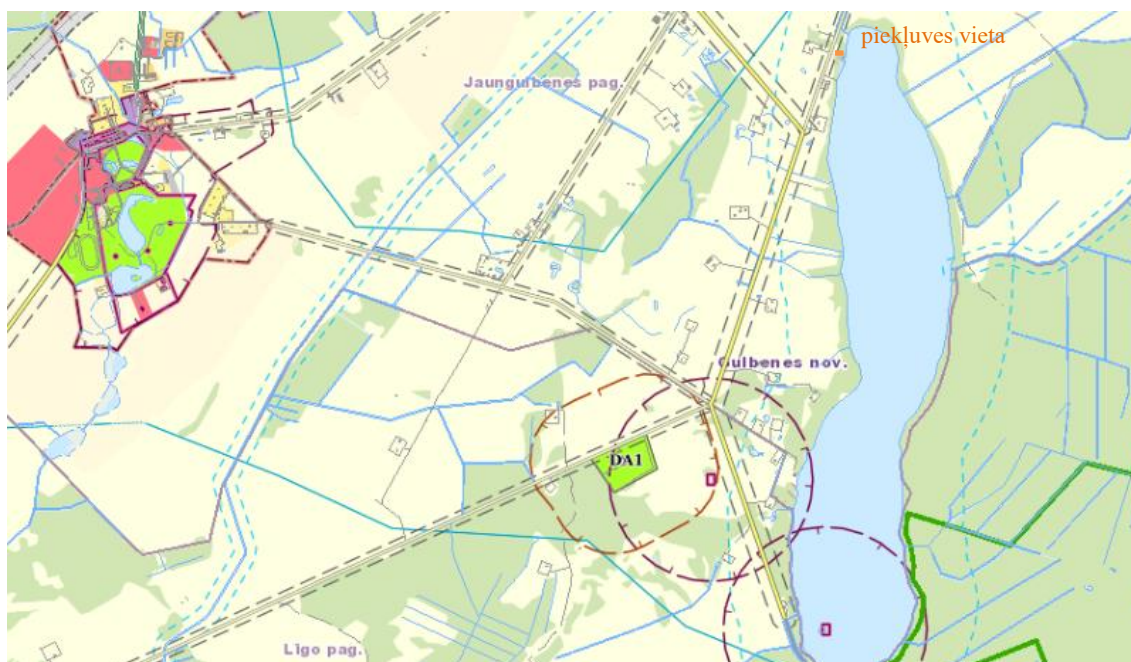 piekļuves vieta
Jaungulbenes pag.
Gulbenes nov.
DA1
Līgo pag.